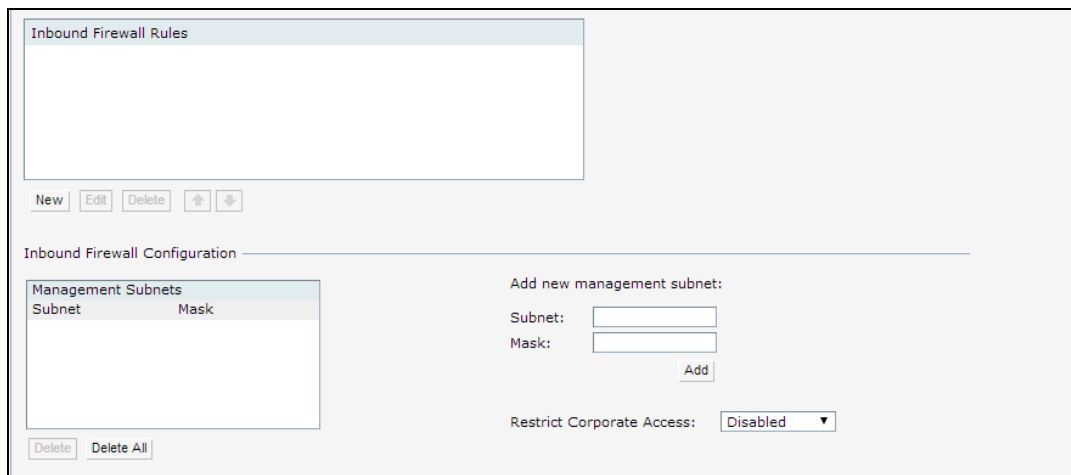 Inbound Firewall Rules
New Edit Delete
Inbound Firewall Configuration
Management Subnets
Subnet Mask
Delete Delete All
Add new management subnet:
Subnet:
Mask:
Add
Restrict Corporate Access: Disabled